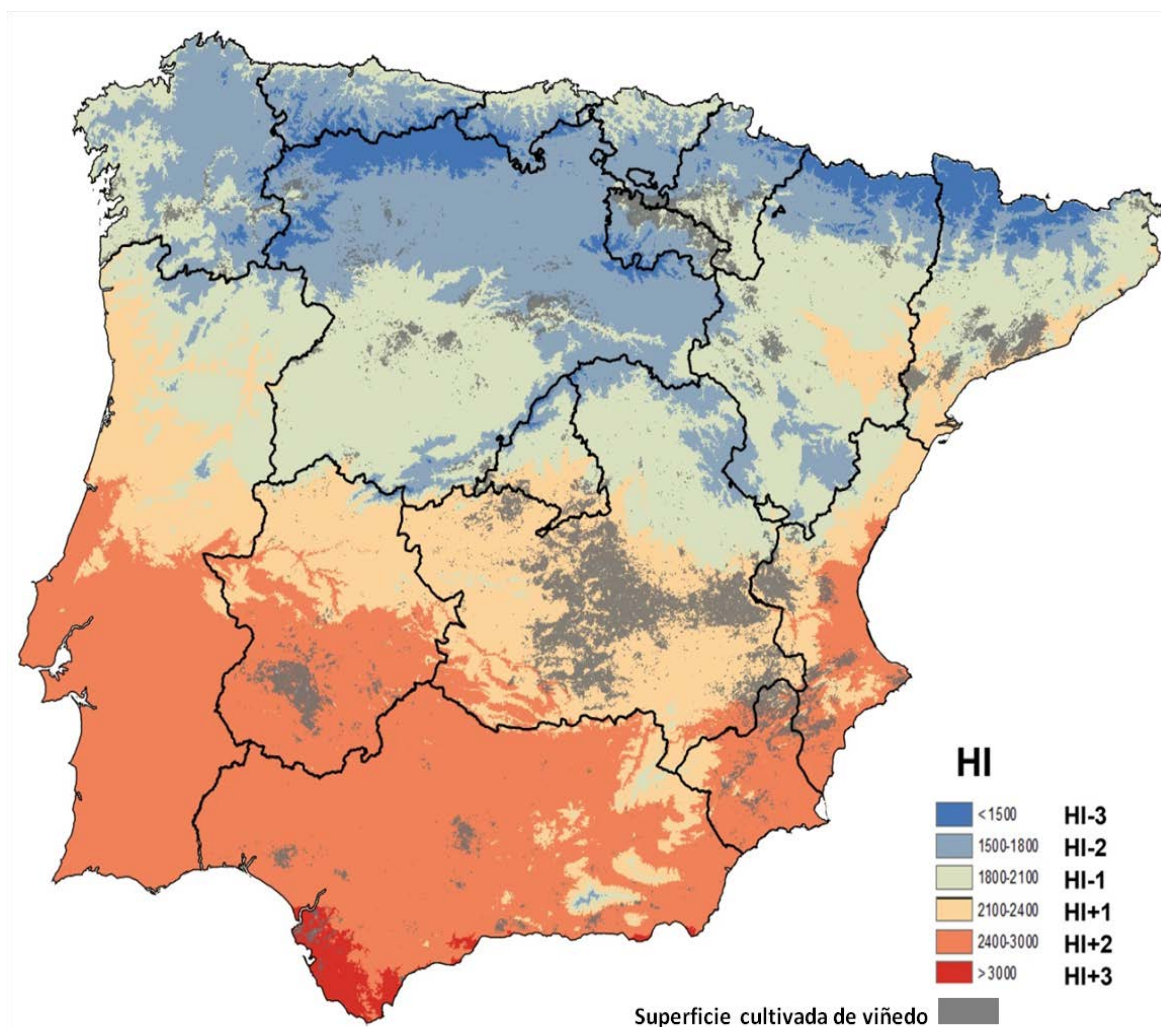 HI
<1500 HI-3
1500-1800 HI-2
1800-2100 HI-1
2100-2400 HI+1
2400-3000 HI+2
>3000 HI+3
Superficie cultivada de viñedo